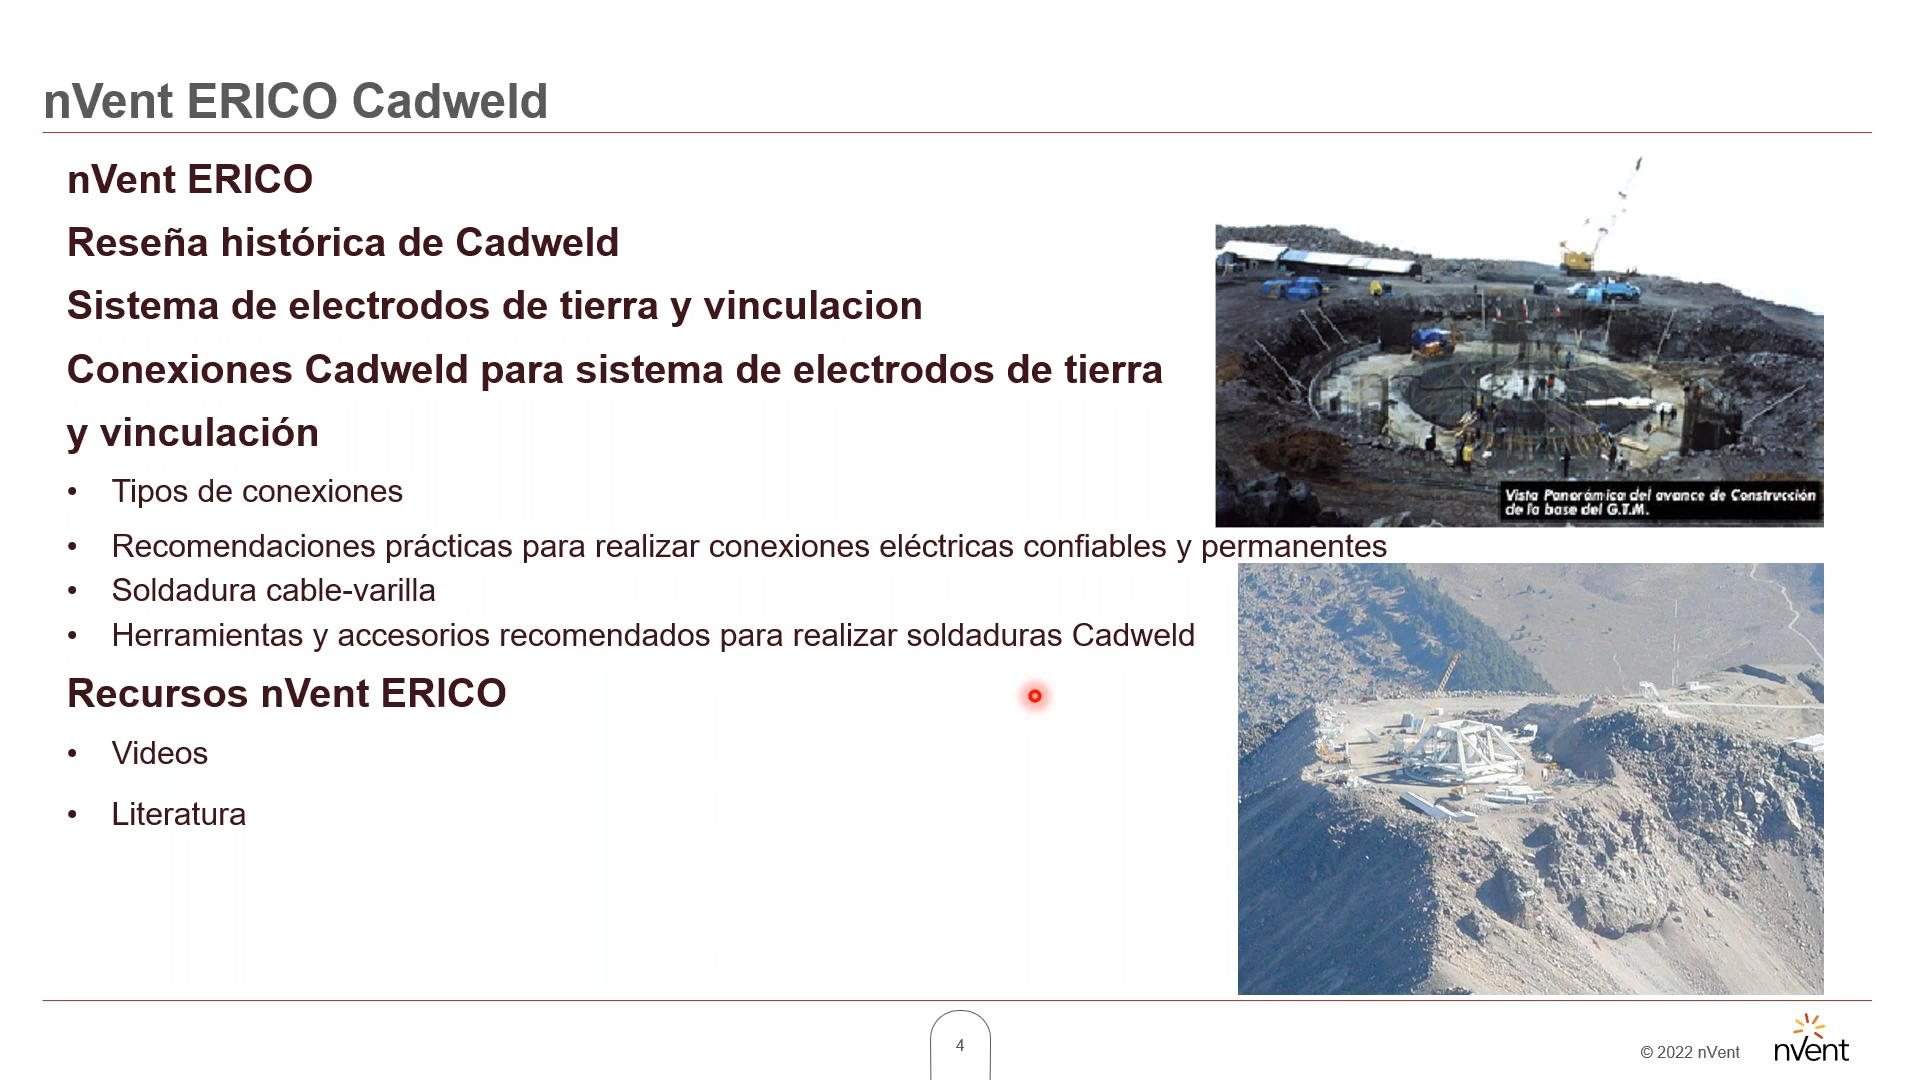 nVent ERICO Cadweld
nVent ERICO
Reseña histórica de Cadweld
Sistema de electrodos de tierra y vinculacion
Conexiones Cadweld para sistema de electrodos de tierra
y vinculación
• Tipos de conexiones
• Recomendaciones prácticas para realizar conexiones eléctricas confiables y permanentes
• Soldadura cable-varilla
• Herramientas y accesorios recomendados para realizar soldaduras Cadweld
Recursos nVent ERICO
• Videos
• Literatura
Vista Panorámica del avance de Construcción
de la base del G.T.M.
4
© 2022 nVent
nVent